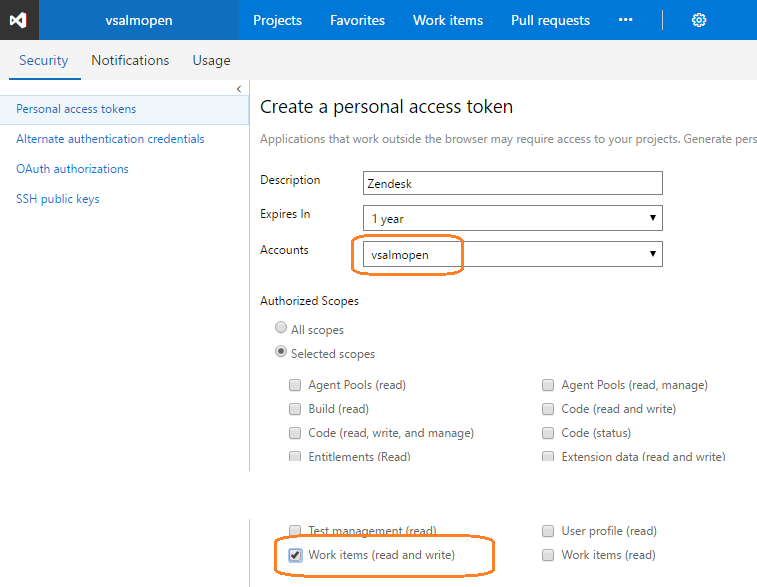 vsalmopen Projects Favorites Work items Pull requests ...
Security Notifications Usage
Personal access tokens
Alternate authentication credentials
OAuth authorizations
SSH public keys
Create a personal access token
Applications that work outside the browser may require access to your projects. Generate pers
Description Zendesk
Expires In 1 year
Accounts vsalmopen
Authorized Scopes
All scopes
Selected scopes
Agent Pools (read) Agent Pools (read, manage)
Build (read) Code (read and write)
Code (read, write, and manage) Code (status)
Entitlements (Read) Extension data (read and write)
Test management (read) User profile (read)
Work items (read and write) Work items (read)